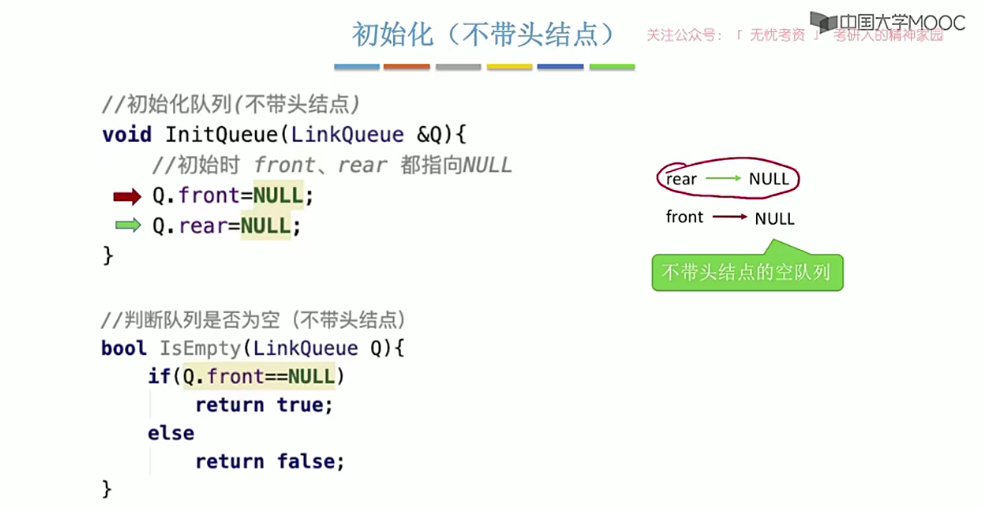 中国大学MOOC
初始化（不带头结点）
关注公众号：「 无忧考资 」 考研人的精神家园
//初始化队列(不带头结点)
void InitQueue(LinkQueue &Q){
//初始时 front、rear 都指向NULL
Q.front=NULL;
Q.rear=NULL;
}
rear NULL
front NULL
不带头结点的空队列
//判断队列是否为空（不带头结点）
bool IsEmpty(LinkQueue Q){
if(Q.front==NULL)
return true;
else
return false;
}